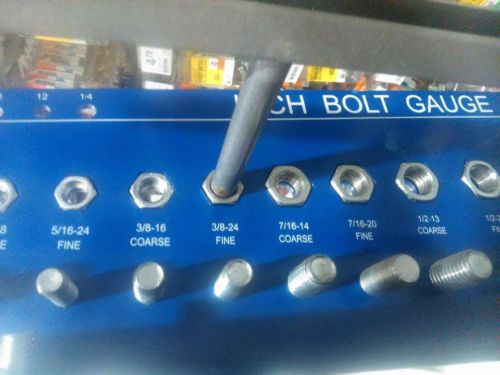 12 1/4
BOLT GAUGE
5/16-24
FINE
3/8-16
COARSE
3/8-24
FINE
7/16-14
COARSE
7/16-20
FINE
1/2-13
COARSE